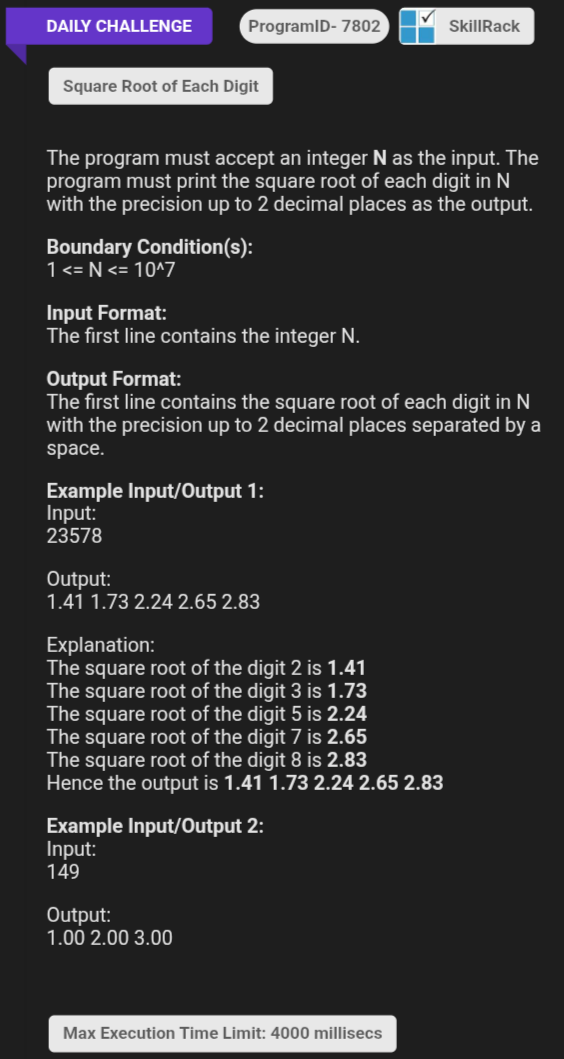 DAILY CHALLENGE
ProgramID- 7802
SkillRack
Square Root of Each Digit
The program must accept an integer N as the input. The
program must print the square root of each digit in N
with the precision up to 2 decimal places as the output.
Boundary Condition(s):
1 <= N <= 10^7
Input Format:
The first line contains the integer N.
Output Format:
The first line contains the square root of each digit in N
with the precision up to 2 decimal places separated by a
space.
Example Input/Output 1:
Input:
23578
Output:
1.41 1.73 2.24 2.65 2.83
Explanation:
The square root of the digit 2 is 1.41
The square root of the digit 3 is 1.73
The square root of the digit 5 is 2.24
The square root of the digit 7 is 2.65
The square root of the digit 8 is 2.83
Hence the output is 1.41 1.73 2.24 2.65 2.83
Example Input/Output 2:
Input:
149
Output:
1.00 2.00 3.00
Max Execution Time Limit: 4000 millisecs